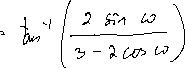 = tan⁻¹ (2 sin ω / 3 - 2 cos ω)